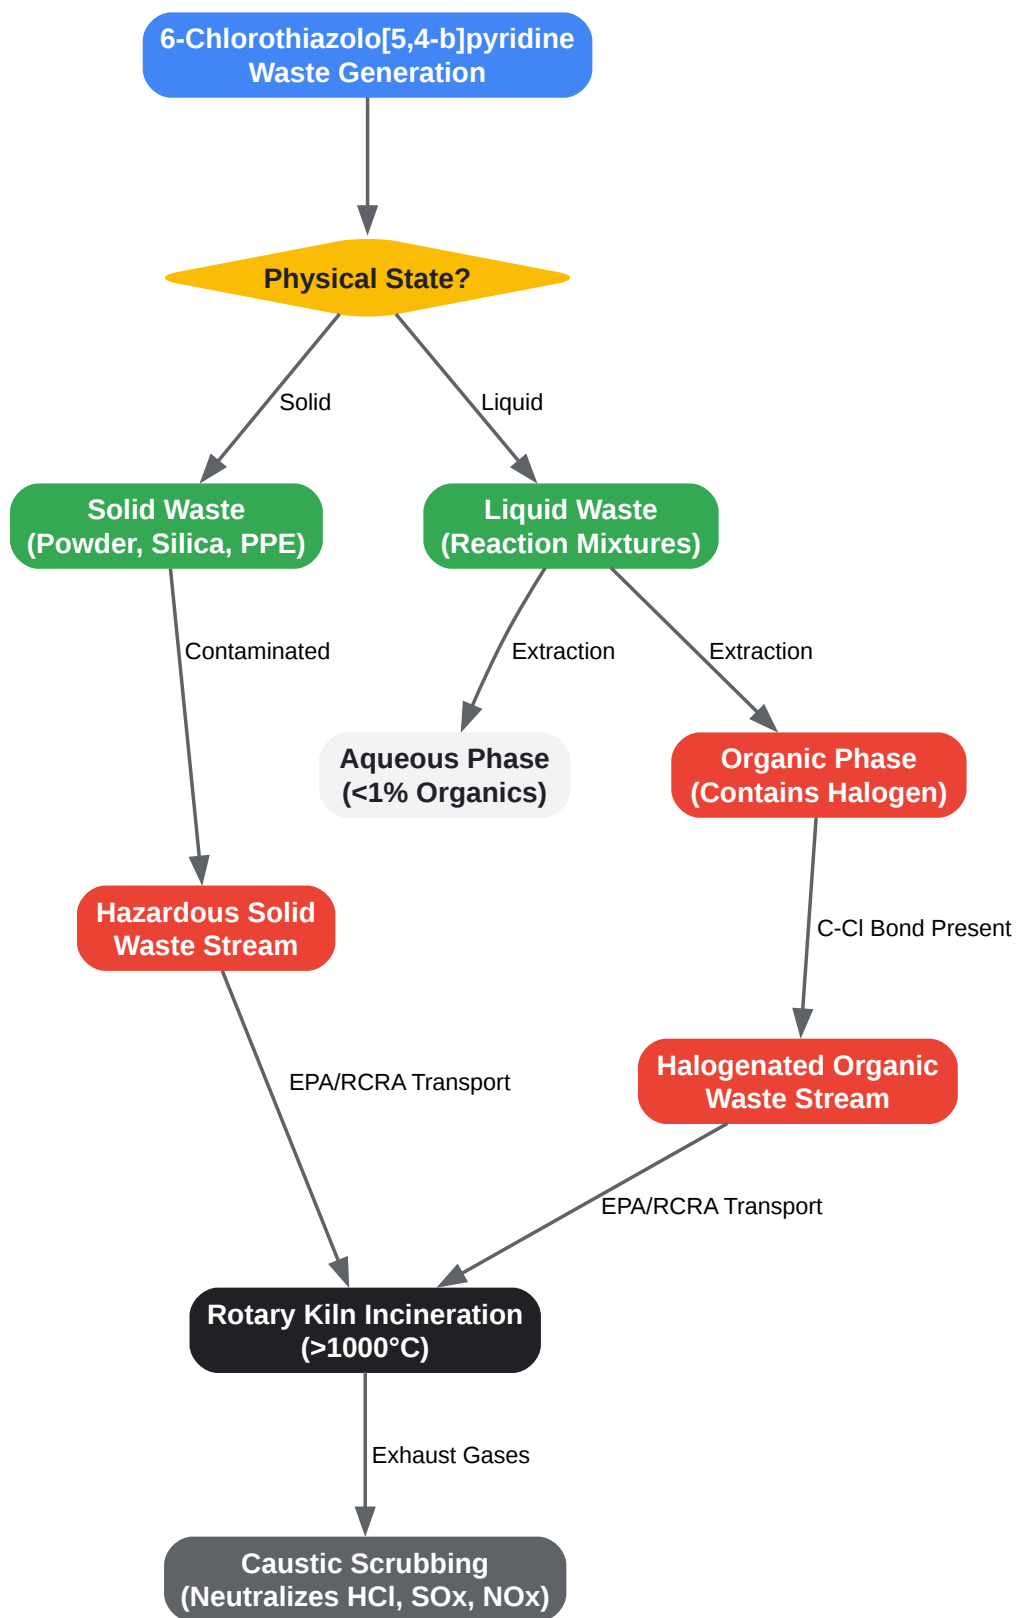 6-Chlorothiazolo[5,4-b]pyridine
Waste Generation
Physical State?
Solid
Liquid
Solid Waste
(Powder, Silica, PPE)
Liquid Waste
(Reaction Mixtures)
Contaminated
Extraction
Extraction
Aqueous Phase
(<1% Organics)
Organic Phase
(Contains Halogen)
Hazardous Solid
Waste Stream
C-Cl Bond Present
Halogenated Organic
Waste Stream
EPA/RCRA Transport
EPA/RCRA Transport
Rotary Kiln Incineration
(>1000°C)
Exhaust Gases
Caustic Scrubbing
(Neutralizes HCl, SOx, NOx)